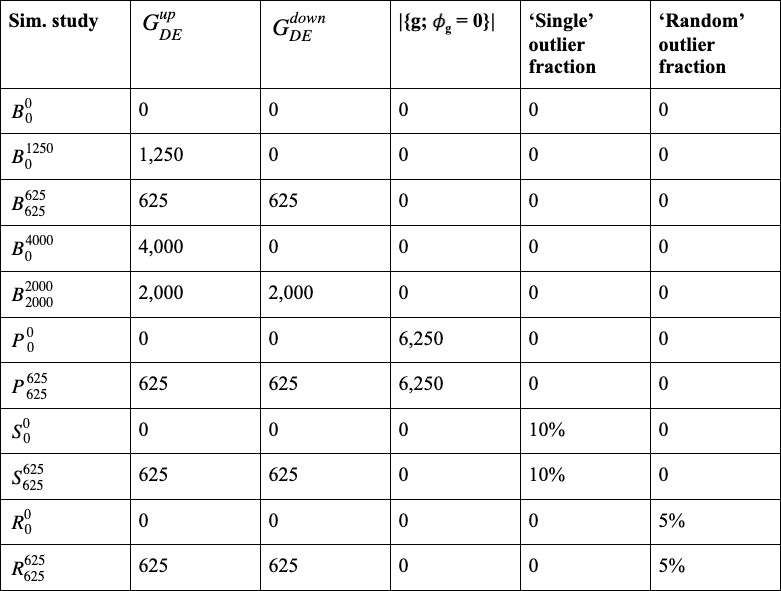 Sim. study | G_{DE}^{up} | G_{DE}^{down} | |{g; ϕ_g = 0}| | ‘Single’ outlier fraction | ‘Random’ outlier fraction
B_0^0 | 0 | 0 | 0 | 0 | 0
B_0^{1250} | 1,250 | 0 | 0 | 0 | 0
B_{625}^{625} | 625 | 625 | 0 | 0 | 0
B_0^{4000} | 4,000 | 0 | 0 | 0 | 0
B_{2000}^{2000} | 2,000 | 2,000 | 0 | 0 | 0
P_0^0 | 0 | 0 | 6,250 | 0 | 0
P_{625}^{625} | 625 | 625 | 6,250 | 0 | 0
S_0^0 | 0 | 0 | 0 | 10% | 0
S_{625}^{625} | 625 | 625 | 0 | 10% | 0
R_0^0 | 0 | 0 | 0 | 0 | 5%
R_{625}^{625} | 625 | 625 | 0 | 0 | 5%